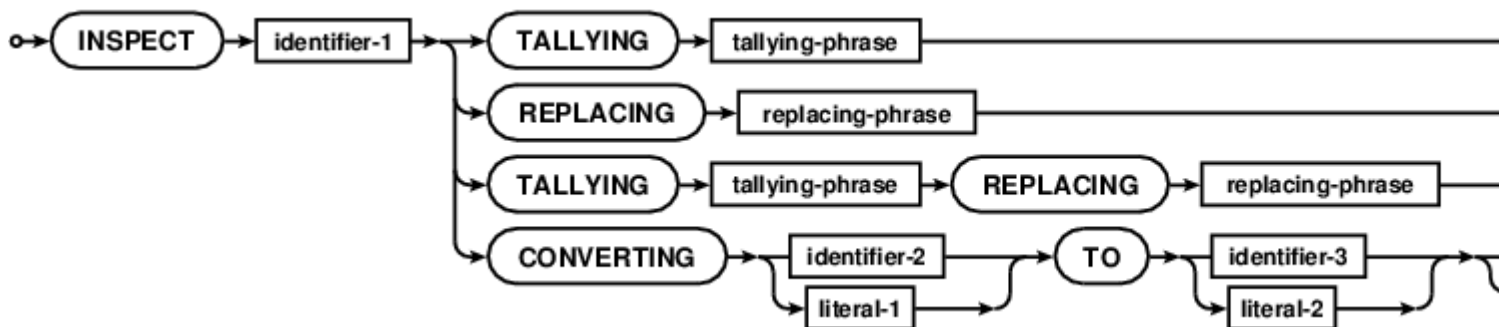 INSPECT identifier-1 TALLYING tallying-phrase
REPLACING replacing-phrase
TALLYING tallying-phrase REPLACING replacing-phrase
CONVERTING identifier-2 TO identifier-3
literal-1 literal-2